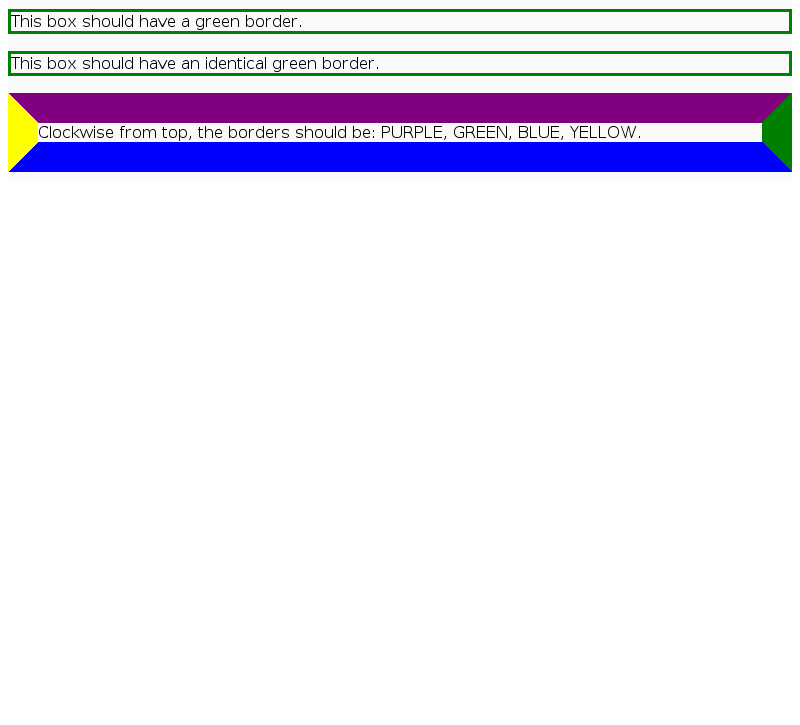 This box should have a green border.
This box should have an identical green border.
Clockwise from top, the borders should be: PURPLE, GREEN, BLUE, YELLOW.